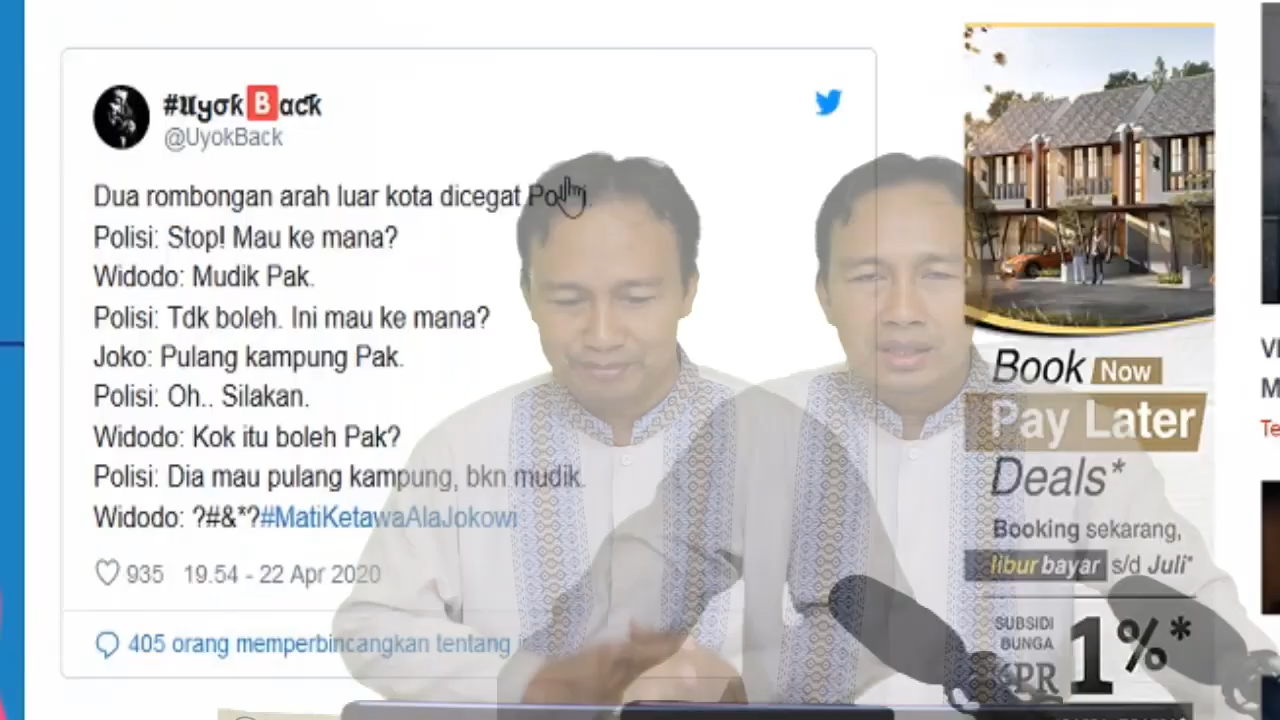 #UyokBack
@UyokBack
Dua rombongan arah luar kota dicegat
Polisi: Stop! Mau ke mana?
Widodo: Mudik Pak.
Polisi: Tdk boleh. Ini mau ke mana?
Joko: Pulang kampung Pak.
Polisi: Oh.. Silakan.
Widodo: Kok itu boleh Pak?
Polisi: Dia mau pulang kampung, bkn mudik.
Widodo: ?#&*?#MatiKetawaAlaJokowi
935 19.54 - 22 Apr 2020
405 orang memperbincangkan tentang
Book Now
Pay Later
Deals*
Booking sekarang,
libur bayar s/d Juli*
SUBSIDI
BUNGA
KPR 1%*